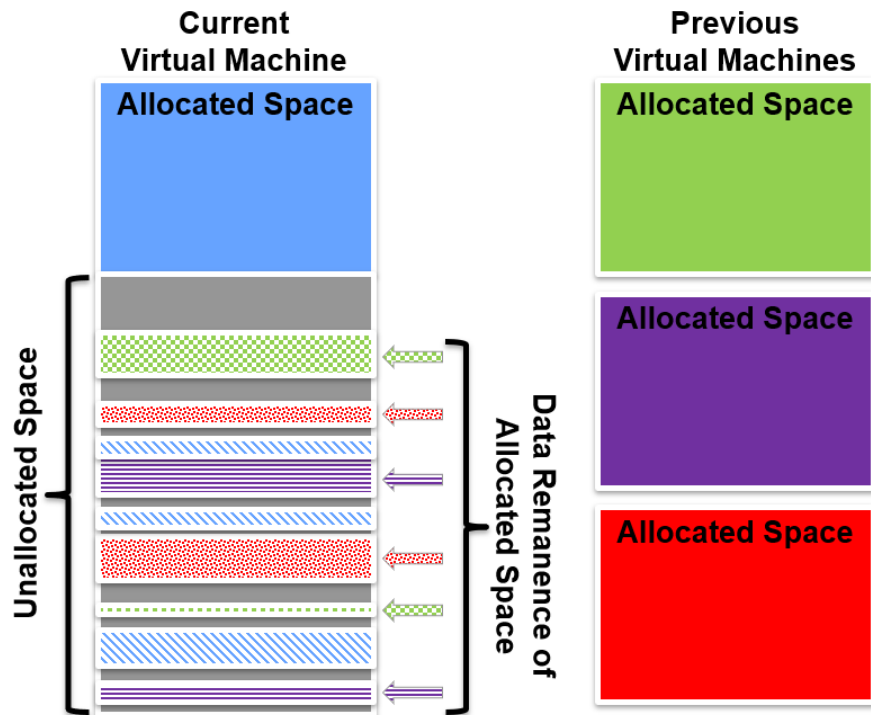 Current
Virtual Machine
Previous
Virtual Machines
Allocated Space
Allocated Space
Allocated Space
Allocated Space
Unallocated Space
Data Remanence of
Allocated Space